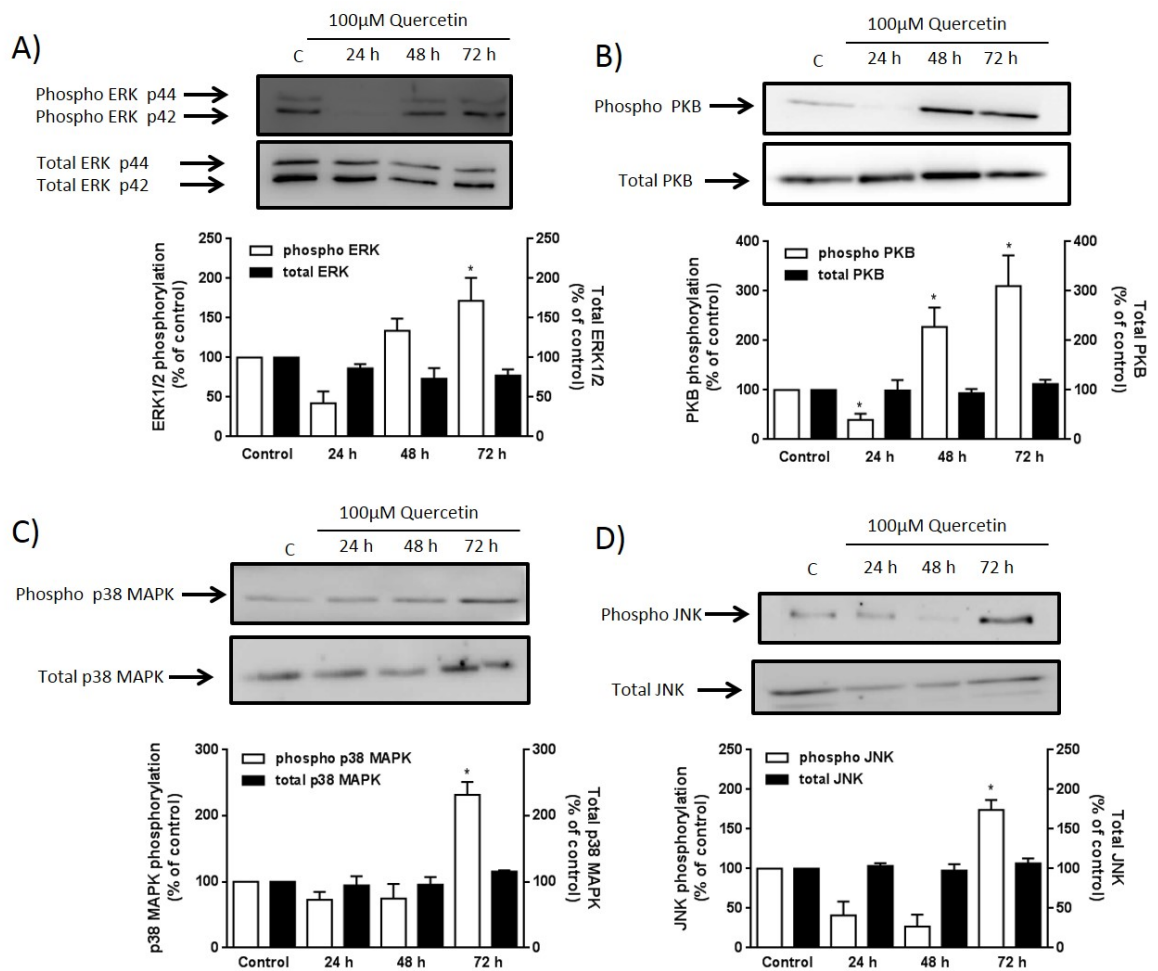 A)
100µM Quercetin
C 24 h 48 h 72 h
Phospho ERK p44
Phospho ERK p42
Total ERK p44
Total ERK p42
ERK1/2 phosphorylation
(% of control)
250
200
150
100
50
0
phospho ERK
total ERK
*
250
200
150
100
50
0
Total ERK1/2
(% of control)
Control 24 h 48 h 72 h
B)
100µM Quercetin
C 24 h 48 h 72 h
Phospho PKB
Total PKB
PKB phosphorylation
(% of control)
400
300
200
100
0
phospho PKB
total PKB
* * *
400
300
200
100
0
Total PKB
(% of control)
Control 24 h 48 h 72 h
C)
100µM Quercetin
C 24 h 48 h 72 h
Phospho p38 MAPK
Total p38 MAPK
p38 MAPK phosphorylation
(% of control)
300
200
100
0
phospho p38 MAPK
total p38 MAPK
*
300
200
100
0
Total p38 MAPK
(% of control)
Control 24 h 48 h 72 h
D)
100µM Quercetin
C 24 h 48 h 72 h
Phospho JNK
Total JNK
JNK phosphorylation
(% of control)
250
200
150
100
50
0
phospho JNK
total JNK
*
250
200
150
100
50
0
Total JNK
(% of control)
Control 24 h 48 h 72 h